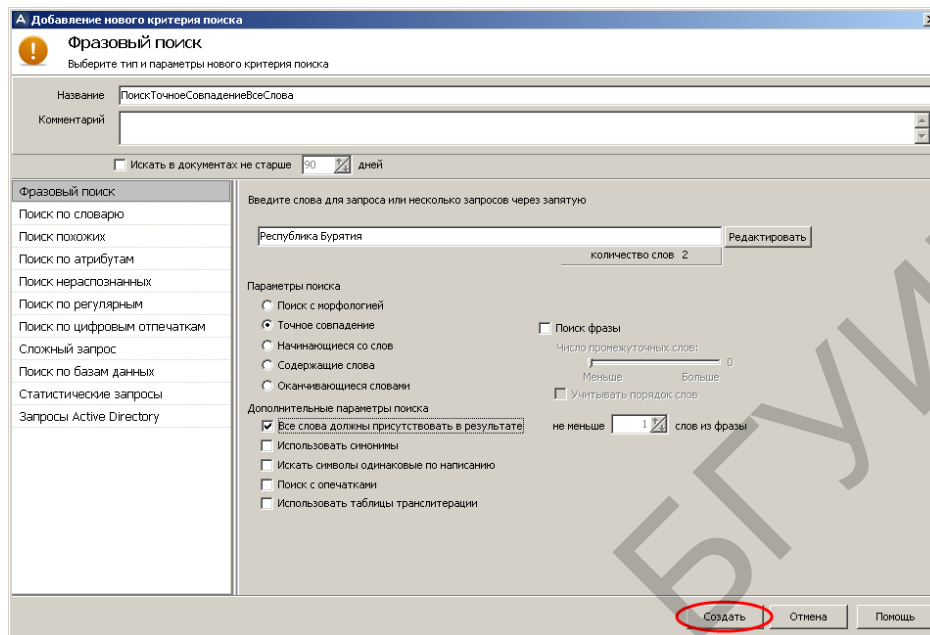 Добавление нового критерия поиска
Фразовый поиск
Выберите тип и параметры нового критерия поиска
Название ПоискТочноеСовпадениеВсеСлова
Комментарий
Искать в документах не старше 90 дней
Фразовый поиск
Поиск по словарю
Поиск похожих
Поиск по атрибутам
Поиск нераспознанных
Поиск по регулярным
Поиск по цифровым отпечаткам
Сложный запрос
Поиск по базам данных
Статистические запросы
Запросы Active Directory
Введите слова для запроса или несколько запросов через запятую
Республика Бурятия Редактировать
количество слов 2
Параметры поиска
Поиск с морфологией
Точное совпадение
Начинающиеся со слов
Содержащие слова
Оканчивающиеся словами
Поиск фразы
Число промежуточных слов:
0
Меньше Больше
Учитывать порядок слов
Дополнительные параметры поиска
Все слова должны присутствовать в результате не меньше 1 слов из фразы
Использовать синонимы
Искать символы одинаковые по написанию
Поиск с опечатками
Использовать таблицы транслитерации
Создать Отмена Помощь